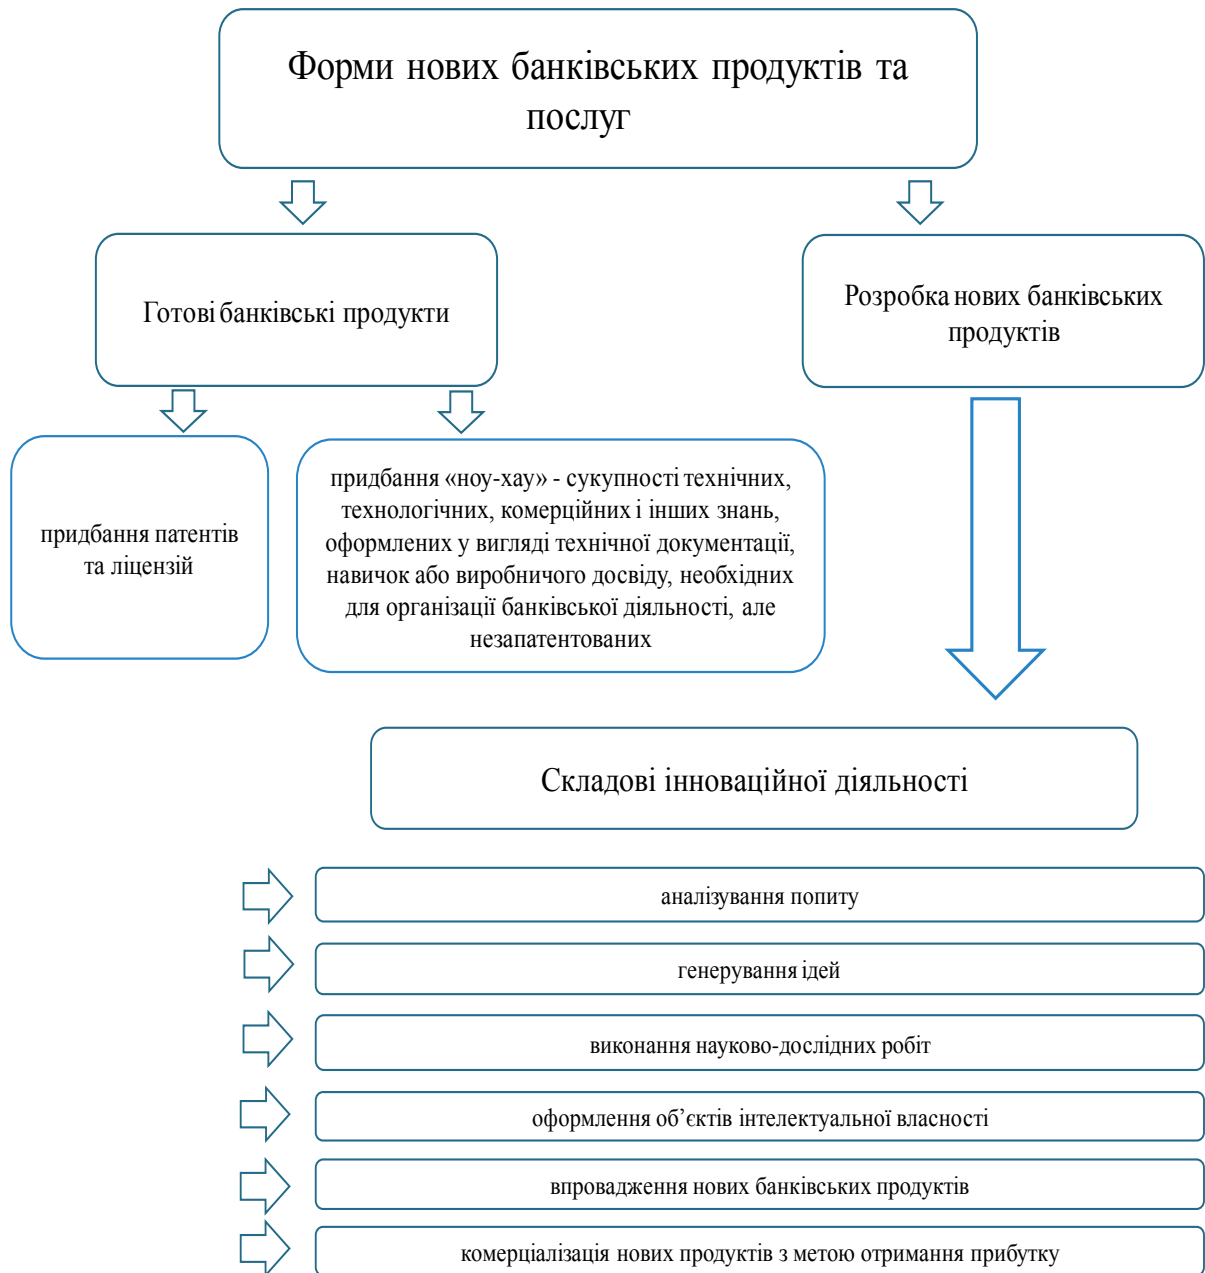 Форми нових банківських продуктів та
послуг
Готові банківські продукти
Розробка нових банківських
продуктів
придбання патентів
та ліцензій
придбання «ноу-хау» - сукупності технічних,
технологічних, комерційних і інших знань,
оформлених у вигляді технічної документації,
навичок або виробничого досвіду, необхідних
для організації банківської діяльності, але
незапатентованих
Складові інноваційної діяльності
аналізування попиту
генерування ідей
виконання науково-дослідних робіт
оформлення об’єктів інтелектуальної власності
впровадження нових банківських продуктів
комерціалізація нових продуктів з метою отримання прибутку